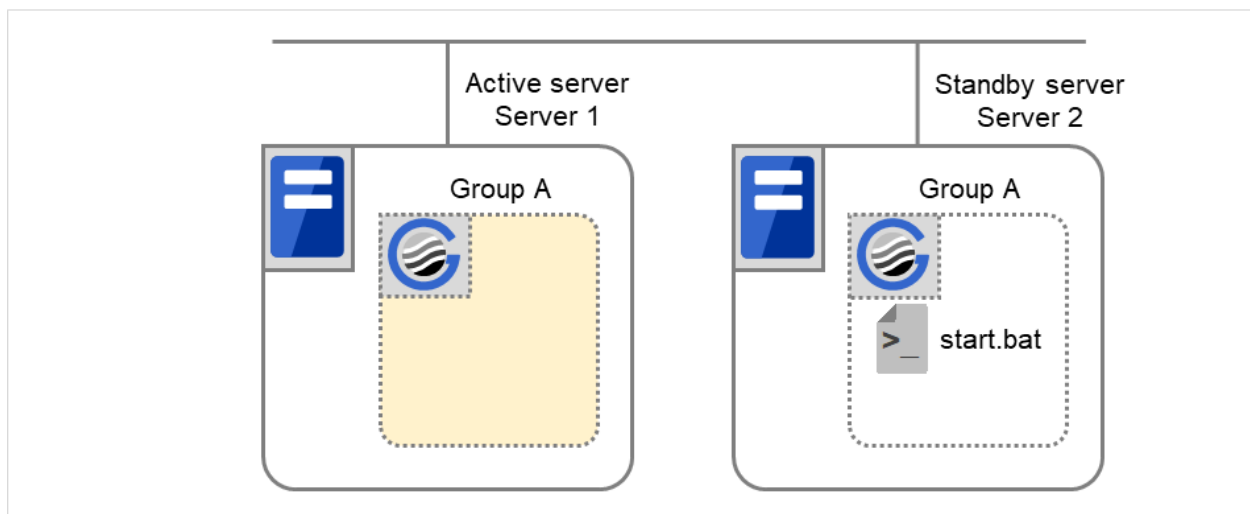 Active server
Server 1
Standby server
Server 2
Group A
Group A
>_ start.bat